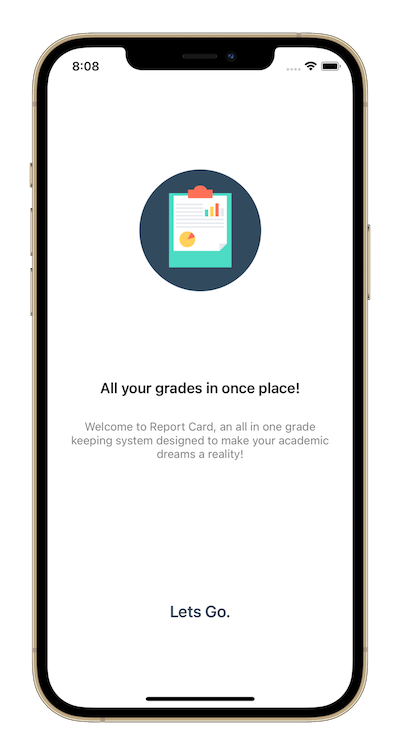 8:08
All your grades in once place!
Welcome to Report Card, an all in one grade
keeping system designed to make your academic
dreams a reality!
Lets Go.